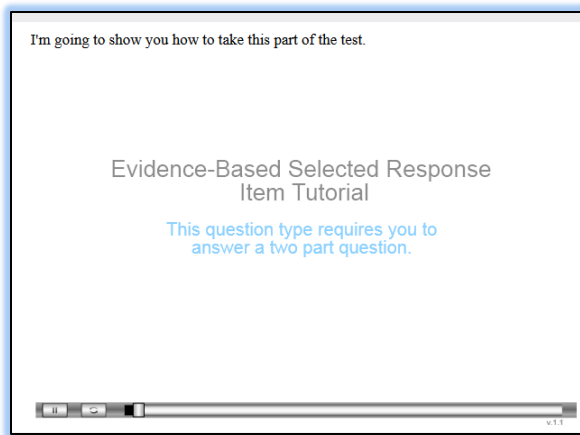 I'm going to show you how to take this part of the test.
Evidence-Based Selected Response
Item Tutorial
This question type requires you to
answer a two part question.
v.1.1